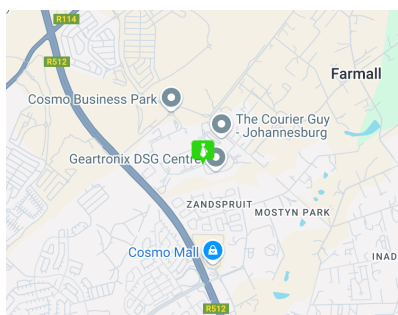 R114
R512
Farmall
Cosmo Business Park
The Courier Guy
- Johannesburg
Geartronix DSG Centre
ZANDSPRUIT
MOSTYN PARK
Cosmo Mall
INAD
R512